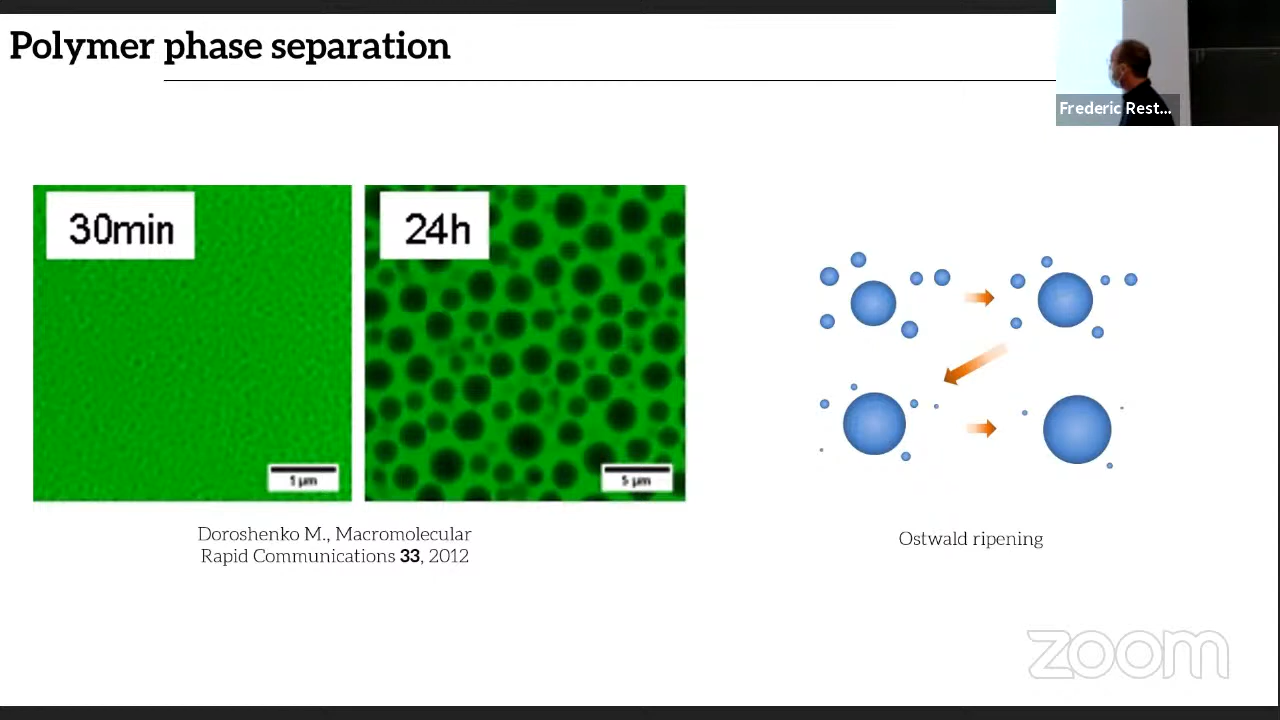 Polymer phase separation
Frederic Rest...
30min
24h
1 µm
5 µm
Doroshenko M., Macromolecular
Rapid Communications 33, 2012
Ostwald ripening
zoom